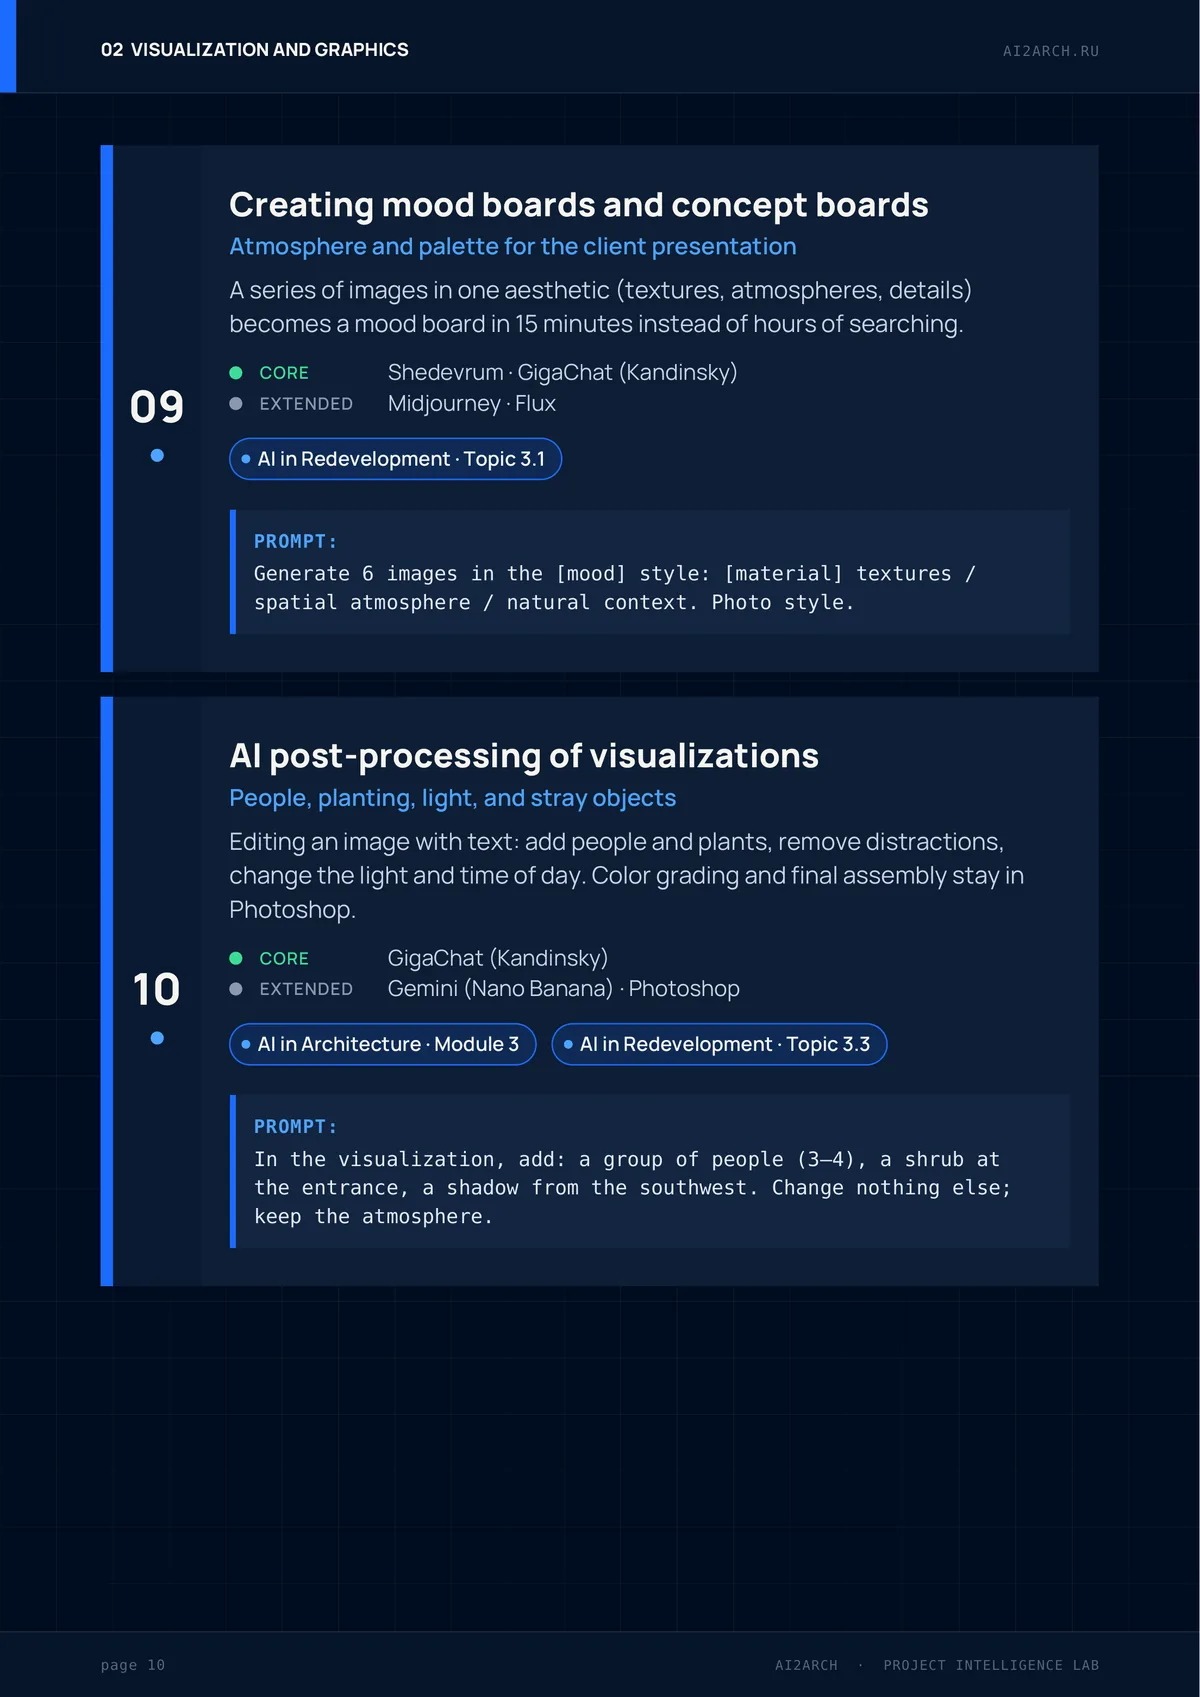 02 VISUALIZATION AND GRAPHICS
AI2ARCH.RU
09
Creating mood boards and concept boards
Atmosphere and palette for the client presentation
A series of images in one aesthetic (textures, atmospheres, details)
becomes a mood board in 15 minutes instead of hours of searching.
CORE Shedevrum · GigaChat (Kandinsky)
EXTENDED Midjourney · Flux
AI in Redevelopment · Topic 3.1
PROMPT:
Generate 6 images in the [mood] style: [material] textures /
spatial atmosphere / natural context. Photo style.
10
AI post-processing of visualizations
People, planting, light, and stray objects
Editing an image with text: add people and plants, remove distractions,
change the light and time of day. Color grading and final assembly stay in
Photoshop.
CORE GigaChat (Kandinsky)
EXTENDED Gemini (Nano Banana) · Photoshop
AI in Architecture · Module 3
AI in Redevelopment · Topic 3.3
PROMPT:
In the visualization, add: a group of people (3–4), a shrub at
the entrance, a shadow from the southwest. Change nothing else;
keep the atmosphere.
page 10
AI2ARCH · PROJECT INTELLIGENCE LAB